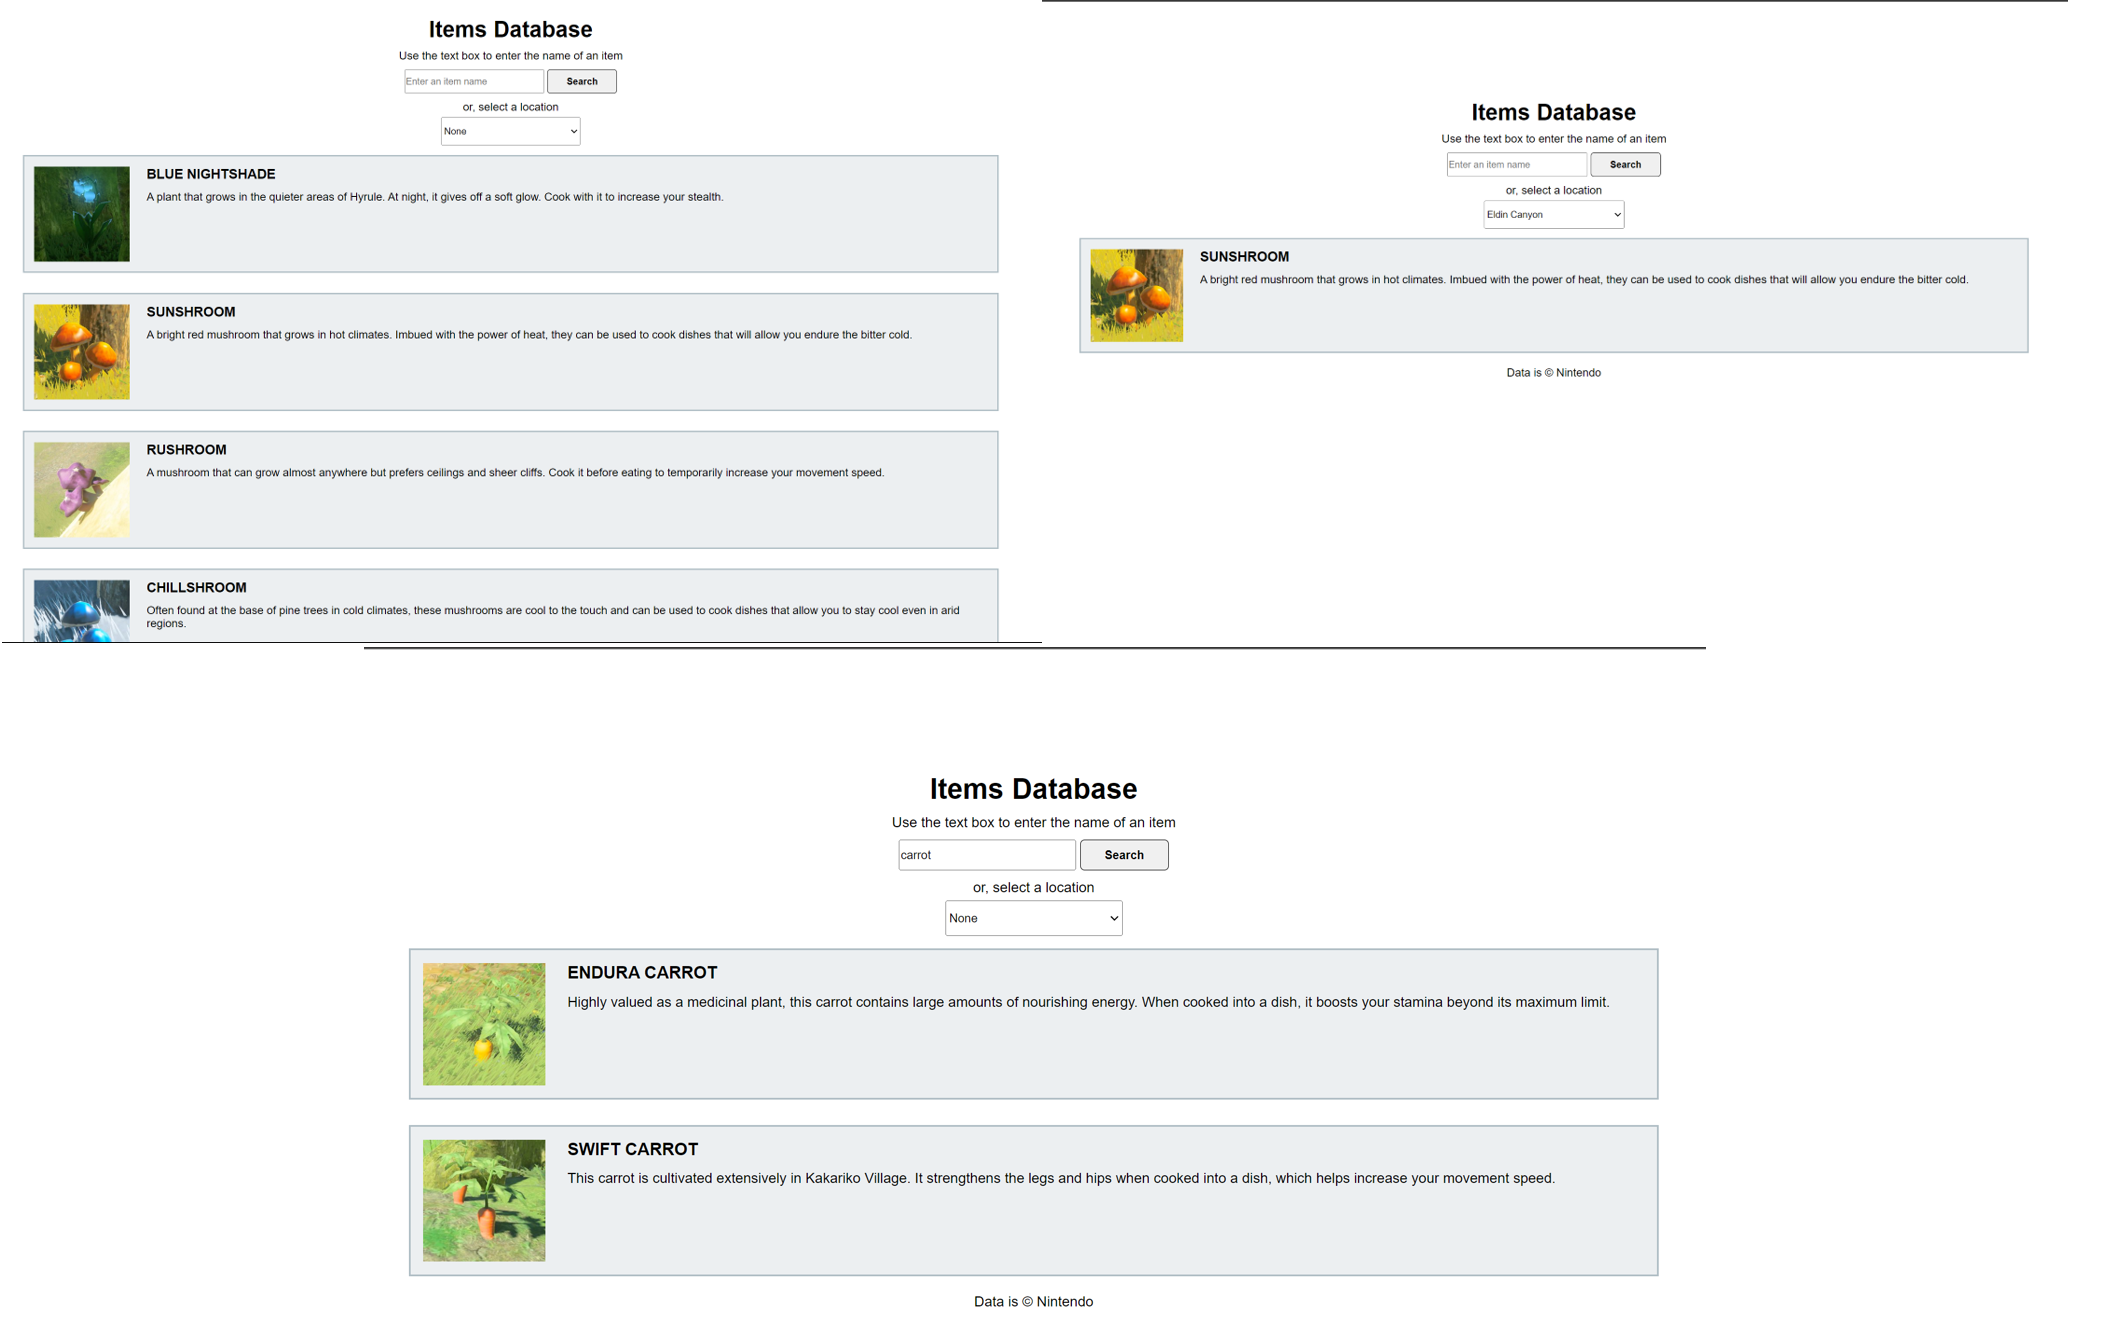 Items Database
Use the text box to enter the name of an item
Enter an item name
Search
or, select a location
None
BLUE NIGHTSHADE
A plant that grows in the quieter areas of Hyrule. At night, it gives off a soft glow. Cook with it to increase your stealth.
SUNSHROOM
A bright red mushroom that grows in hot climates. Imbued with the power of heat, they can be used to cook dishes that will allow you endure the bitter cold.
RUSHROOM
A mushroom that can grow almost anywhere but prefers ceilings and sheer cliffs. Cook it before eating to temporarily increase your movement speed.
CHILLSHROOM
Often found at the base of pine trees in cold climates, these mushrooms are cool to the touch and can be used to cook dishes that allow you to stay cool even in arid
regions.
Items Database
Use the text box to enter the name of an item
Enter an item name
Search
or, select a location
Eldin Canyon
SUNSHROOM
A bright red mushroom that grows in hot climates. Imbued with the power of heat, they can be used to cook dishes that will allow you endure the bitter cold.
Data is © Nintendo
Items Database
Use the text box to enter the name of an item
carrot
Search
or, select a location
None
ENDURA CARROT
Highly valued as a medicinal plant, this carrot contains large amounts of nourishing energy. When cooked into a dish, it boosts your stamina beyond its maximum limit.
SWIFT CARROT
This carrot is cultivated extensively in Kakariko Village. It strengthens the legs and hips when cooked into a dish, which helps increase your movement speed.
Data is © Nintendo